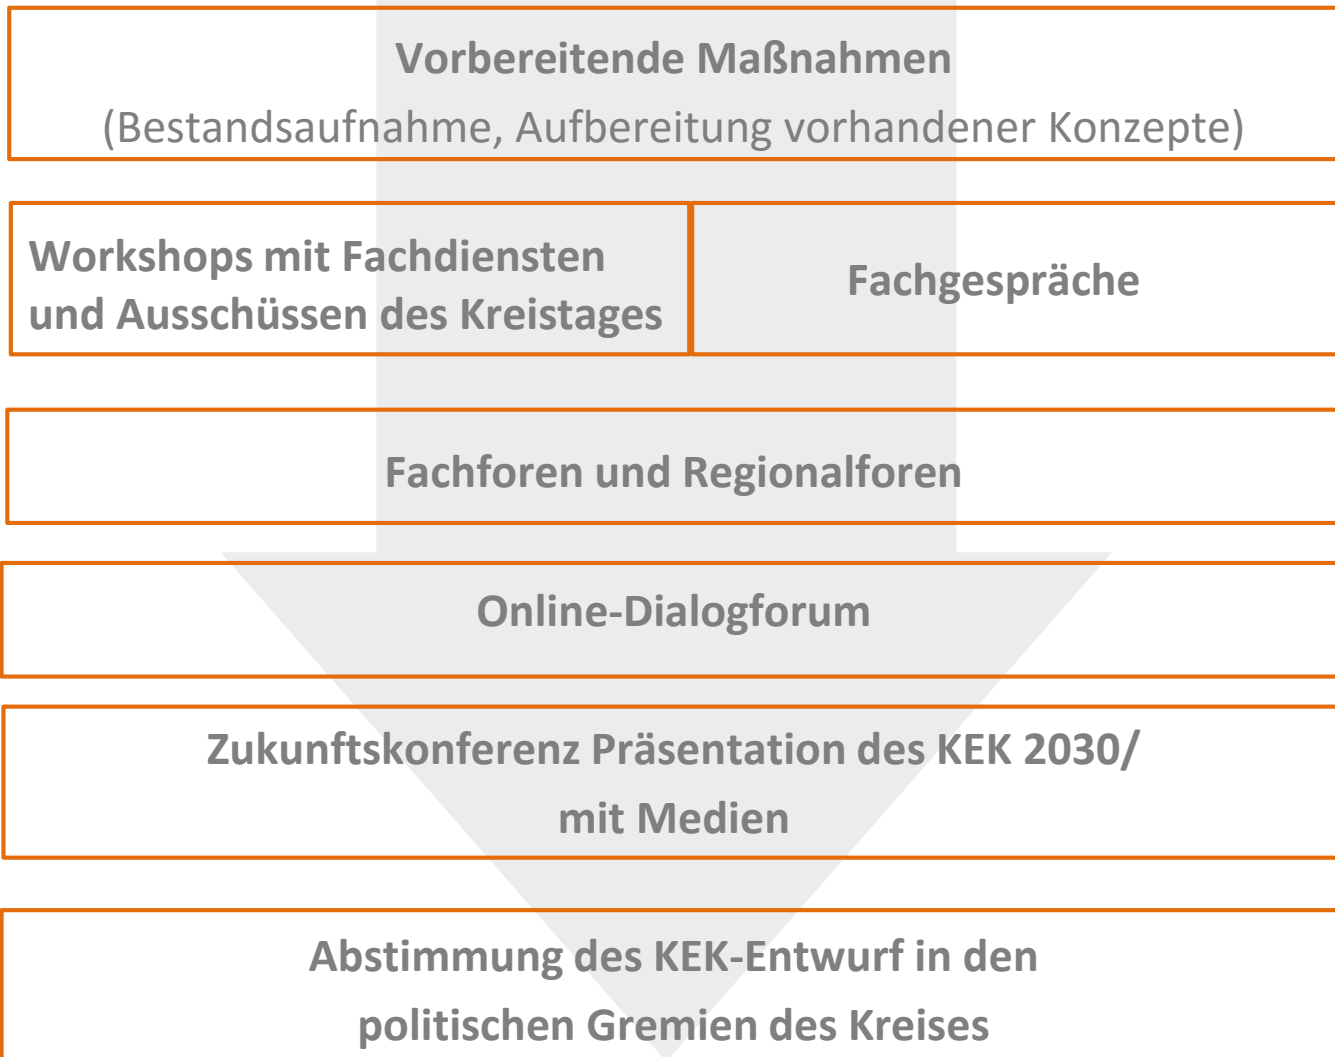 Vorbereitende Maßnahmen
(Bestandsaufnahme, Aufbereitung vorhandener Konzepte)
Workshops mit Fachdiensten
und Ausschüssen des Kreistages
Fachgespräche
Fachforen und Regionalforen
Online-Dialogforum
Zukunftskonferenz Präsentation des KEK 2030/
mit Medien
Abstimmung des KEK-Entwurf in den
politischen Gremien des Kreises